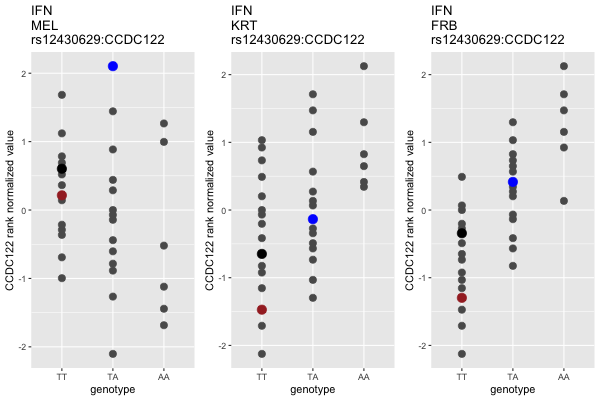 IFN
MEL
rs12430629:CCDC122
CCDC122 rank normalized value
2
1
0
-1
-2
TT
TA
AA
genotype
IFN
KRT
rs12430629:CCDC122
CCDC122 rank normalized value
2
1
0
-1
-2
TT
TA
AA
genotype
IFN
FRB
rs12430629:CCDC122
CCDC122 rank normalized value
2
1
0
-1
-2
TT
TA
AA
genotype